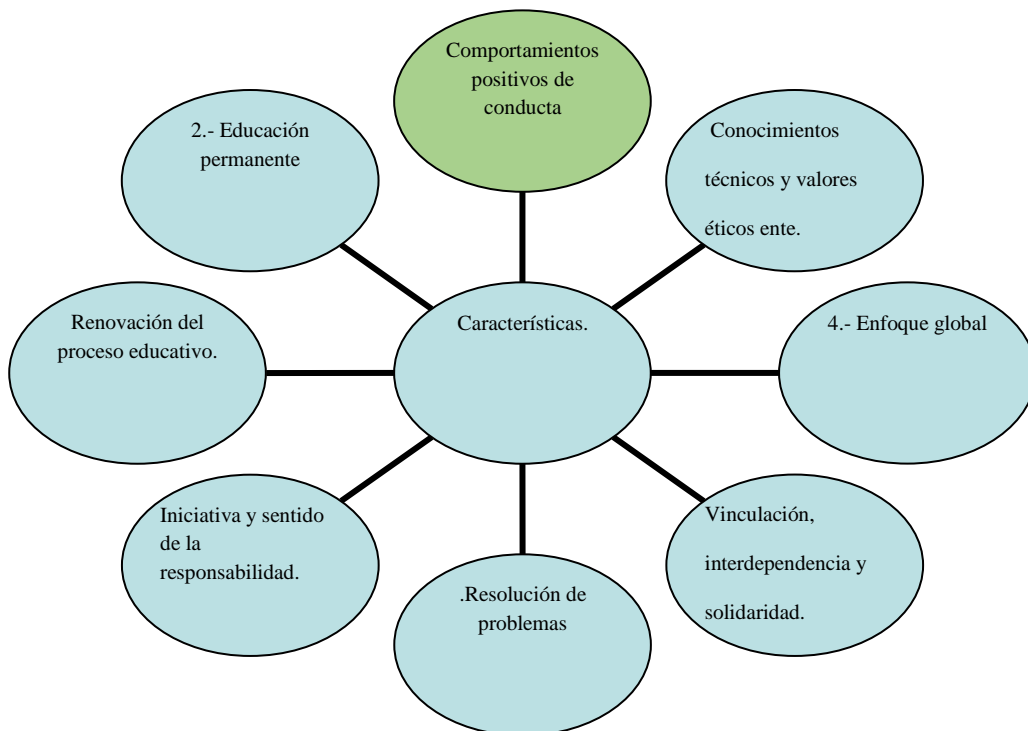 Comportamientos
positivos de
conducta
2.- Educación
permanente
Conocimientos
técnicos y valores
éticos ente.
Renovación del
proceso educativo.
Características.
4.- Enfoque global
Iniciativa y sentido
de la
responsabilidad.
.Resolución de
problemas
Vinculación,
interdependencia y
solidaridad.